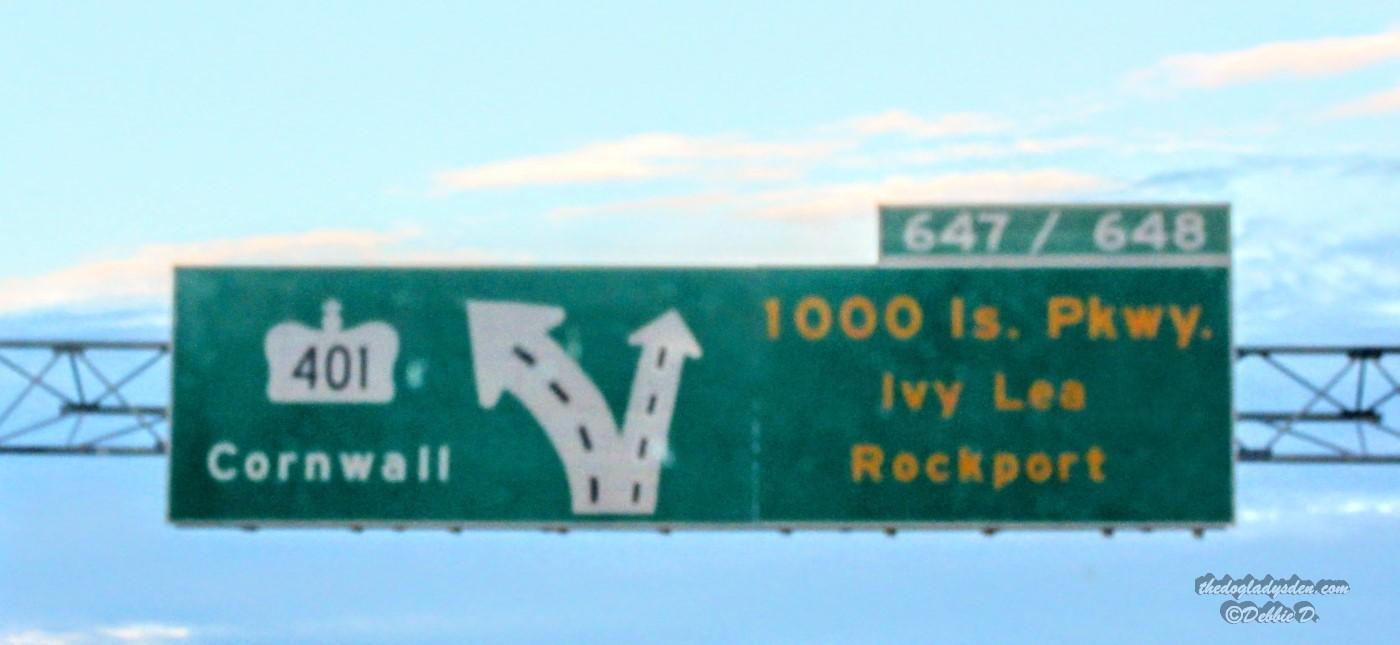 647 / 648
401
Cornwall
1000 Is. Pkwy.
Ivy Lea
Rockport
thedogladysden.com
©Debbie D.